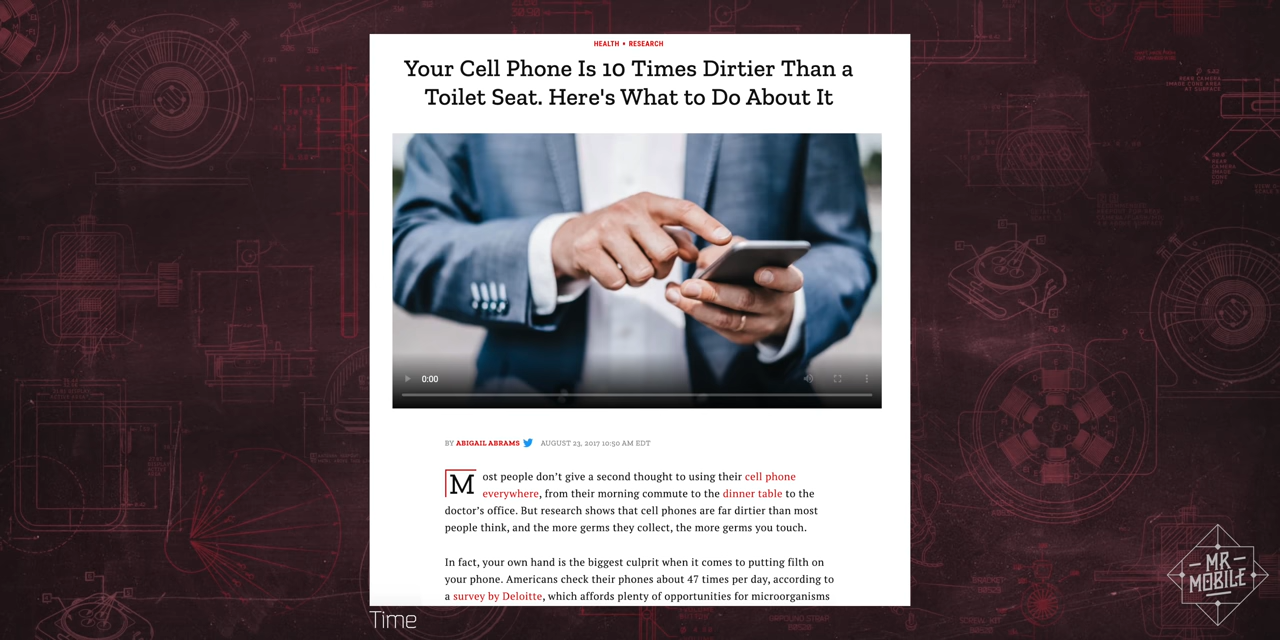 HEALTH • RESEARCH
Your Cell Phone Is 10 Times Dirtier Than a
Toilet Seat. Here's What to Do About It
0:00
BY ABIGAIL ABRAMS AUGUST 23, 2017 10:50 AM EDT
Most people don’t give a second thought to using their cell phone
everywhere, from their morning commute to the dinner table to the
doctor’s office. But research shows that cell phones are far dirtier than most
people think, and the more germs they collect, the more germs you touch.
In fact, your own hand is the biggest culprit when it comes to putting filth on
your phone. Americans check their phones about 47 times per day, according to
a survey by Deloitte, which affords plenty of opportunities for microorganisms
Time
MR
MOBILE